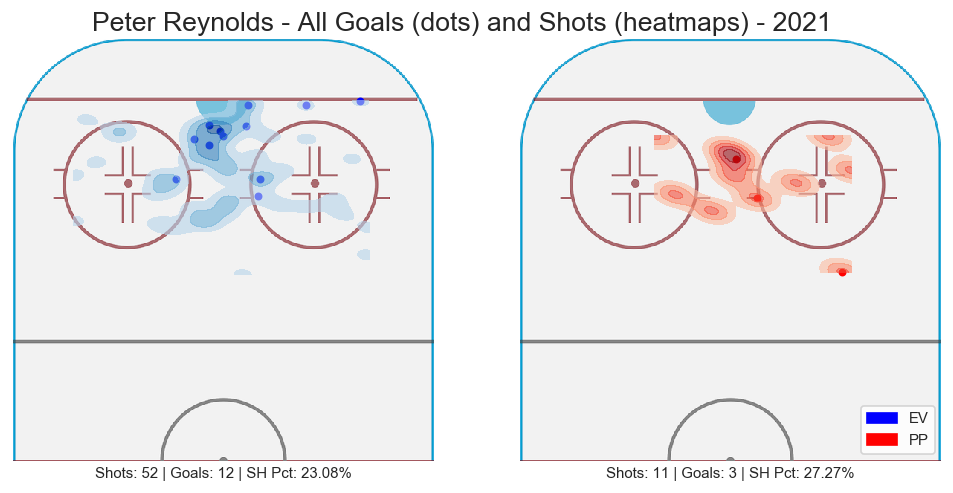 Peter Reynolds - All Goals (dots) and Shots (heatmaps) - 2021
EV
PP
Shots: 52 | Goals: 12 | SH Pct: 23.08%
Shots: 11 | Goals: 3 | SH Pct: 27.27%